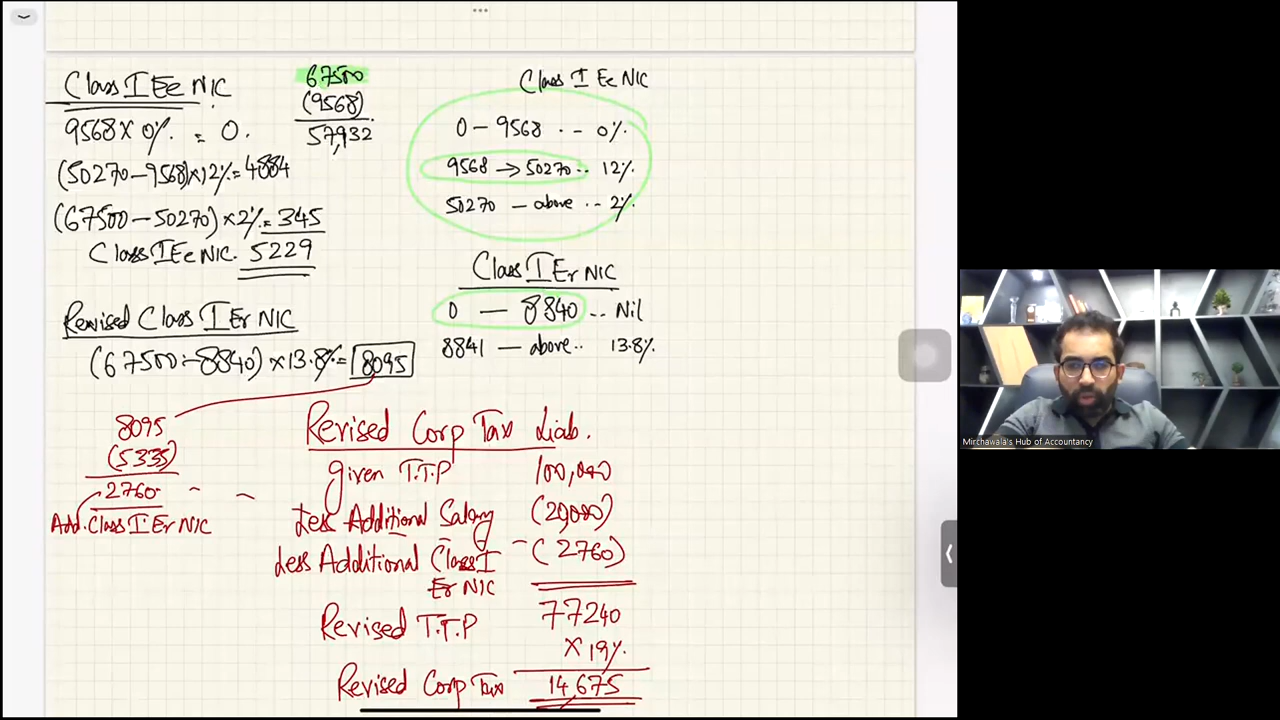 Class I Ee NIC
9568 X 0% = 0.
(50270 - 9568) x 12% = 4884
(67500 - 50270) x 2% = 345
Class I Ee NIC. 5229
67500
(9568)
57,932
Class I Ee NIC
0 - 9568 .. - 0%.
9568 → 50270 .. 12%.
50270 - above .. 2%.
Class I Er NIC
0 — 8840 .. Nil
8841 — above .. 13.8%.
Revised Class I Er NIC
(67500 - 8840) x 13.8% = 8095
8095
(5335)
2760
Add. Class I Er NIC
Revised Corp Tax Liab.
given T.T.P 100,000
Less Additional Salary (20,000)
Less Additional Class I (2760)
Er NIC
Revised T.T.P 77240
X 19%.
Revised Corp Tax 14,675
Mirchawala's Hub of Accountancy